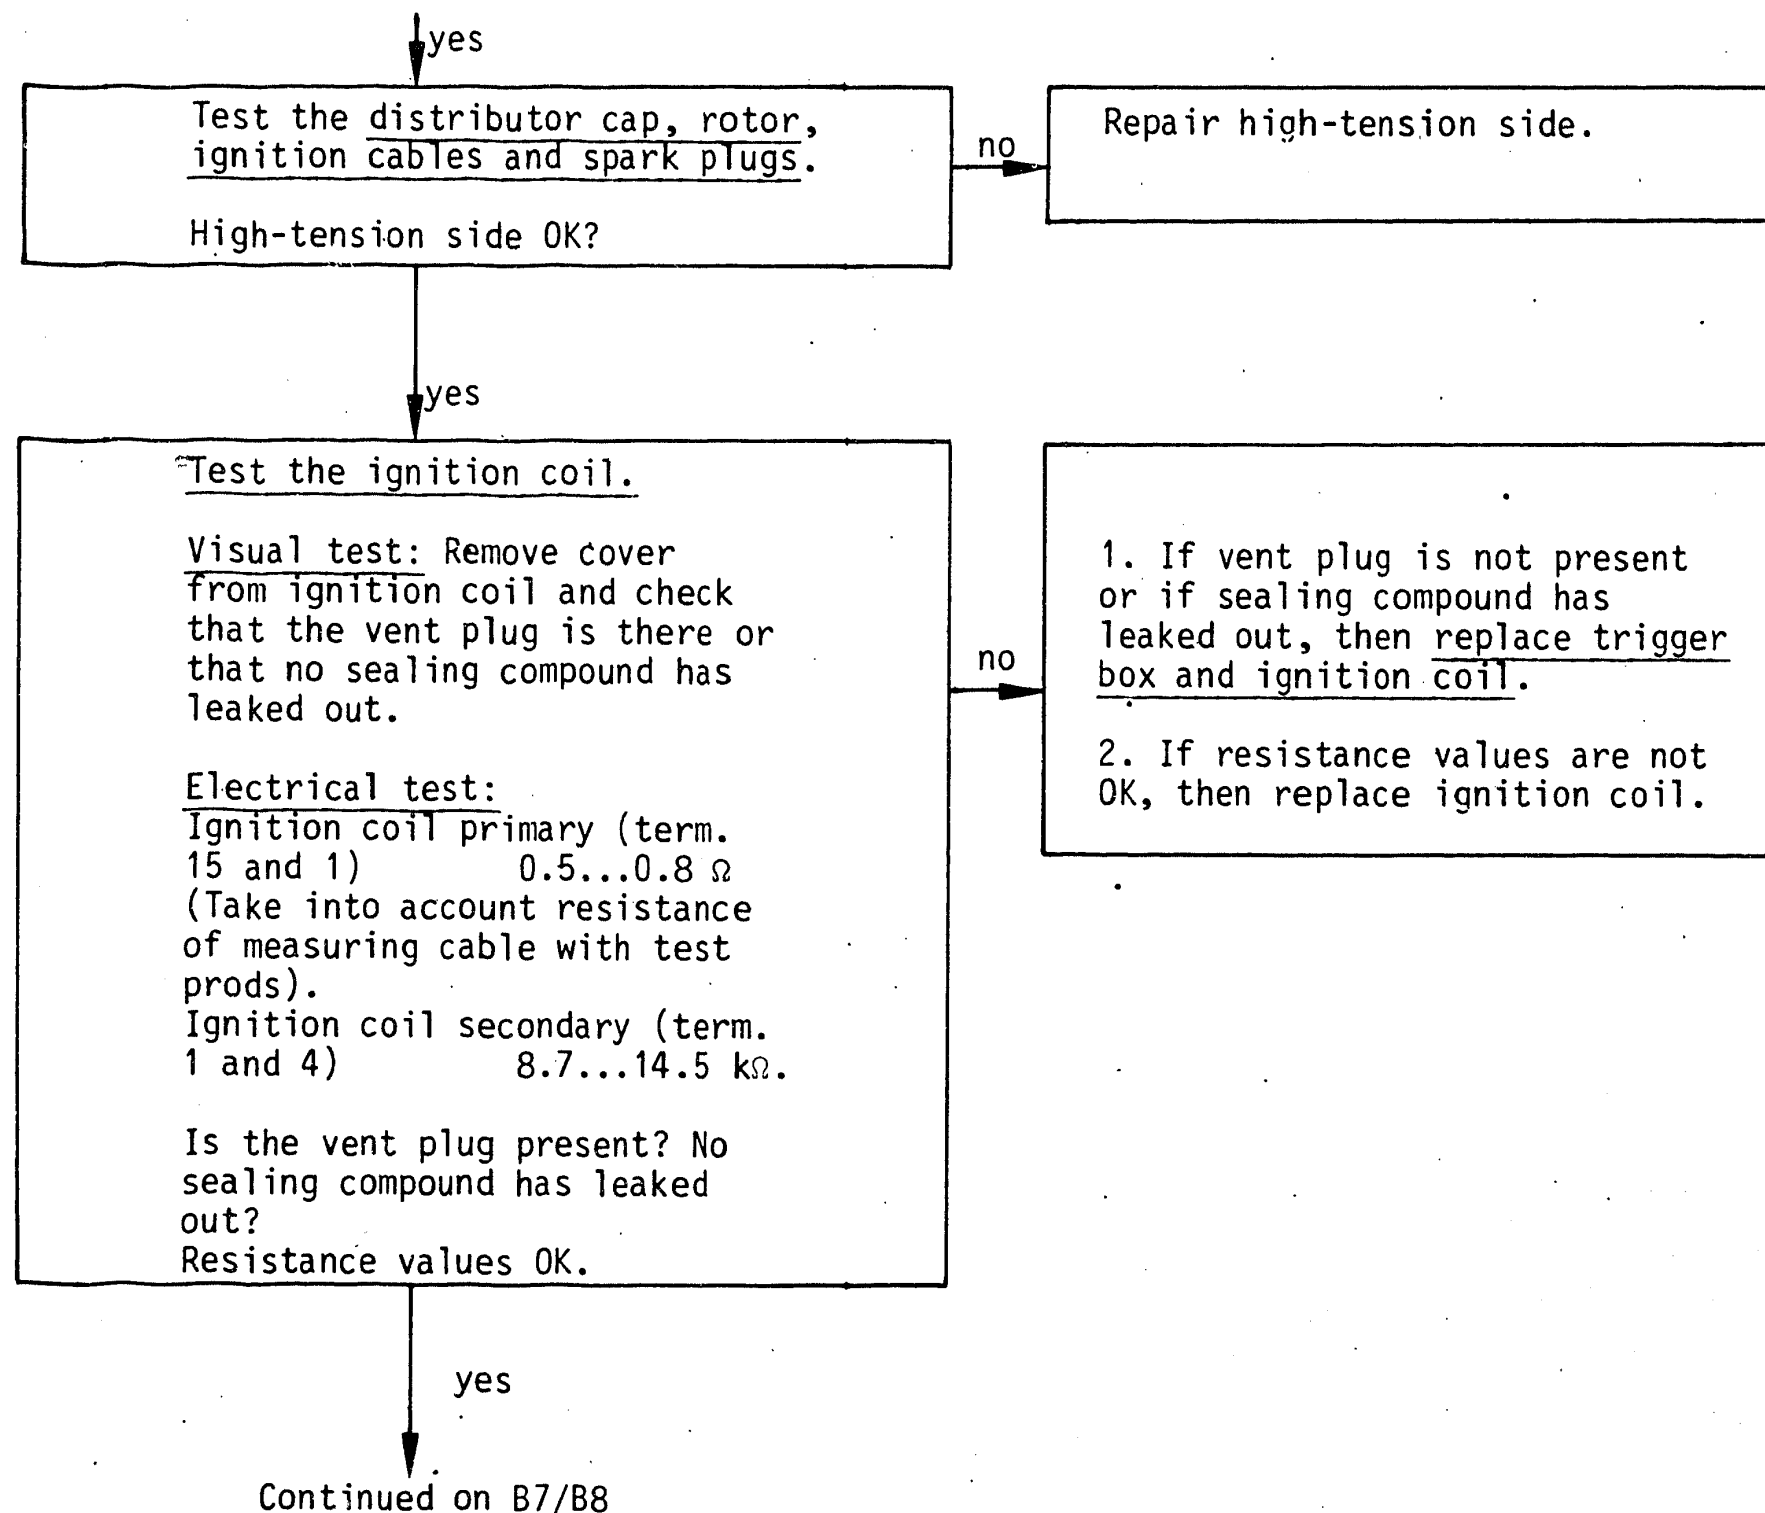 yes
Test the distributor cap, rotor,
ignition cables and spark plugs.
High-tension side OK?
no
Repair high-tension side.
yes
Test the ignition coil.
Visual test: Remove cover
from ignition coil and check
that the vent plug is there or
that no sealing compound has
leaked out.
Electrical test:
Ignition coil primary (term.
15 and 1) 0.5...0.8 Ω
(Take into account resistance
of measuring cable with test
prods).
Ignition coil secondary (term.
1 and 4) 8.7...14.5 kΩ.
Is the vent plug present? No
sealing compound has leaked
out?
Resistance values OK.
no
1. If vent plug is not present
or if sealing compound has
leaked out, then replace trigger
box and ignition coil.
2. If resistance values are not
OK, then replace ignition coil.
yes
Continued on B7/B8